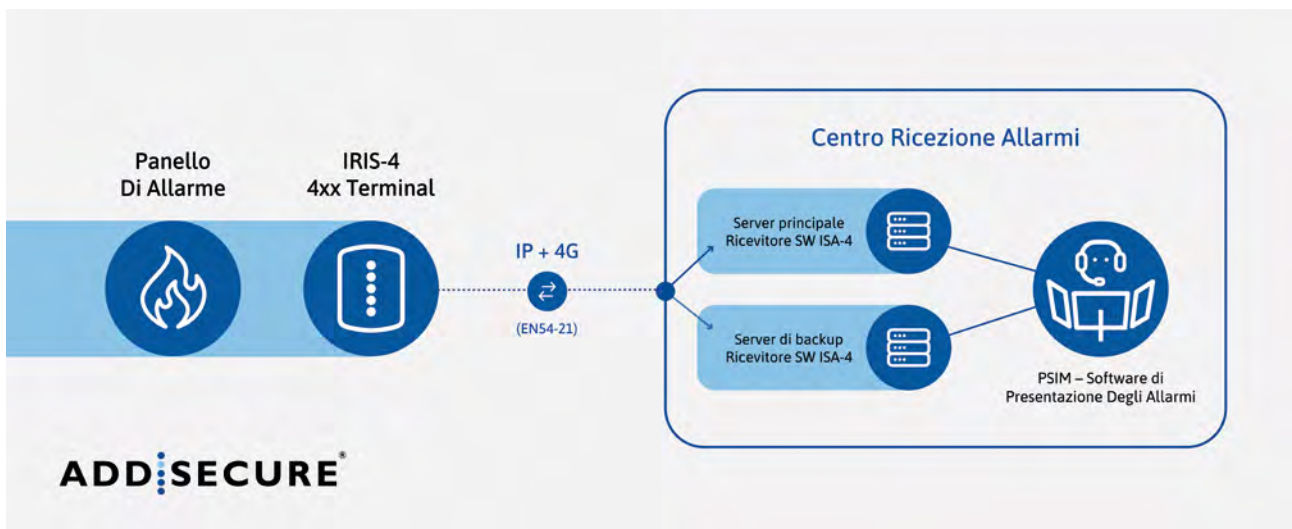 Centro Ricezione Allarmi
Panello
Di Allarme
IRIS-4
4xx Terminal
IP + 4G
(EN54-21)
Server principale
Ricevitore SW ISA-4
Server di backup
Ricevitore SW ISA-4
PSIM – Software di
Presentazione Degli Allarmi
ADDSECURE®